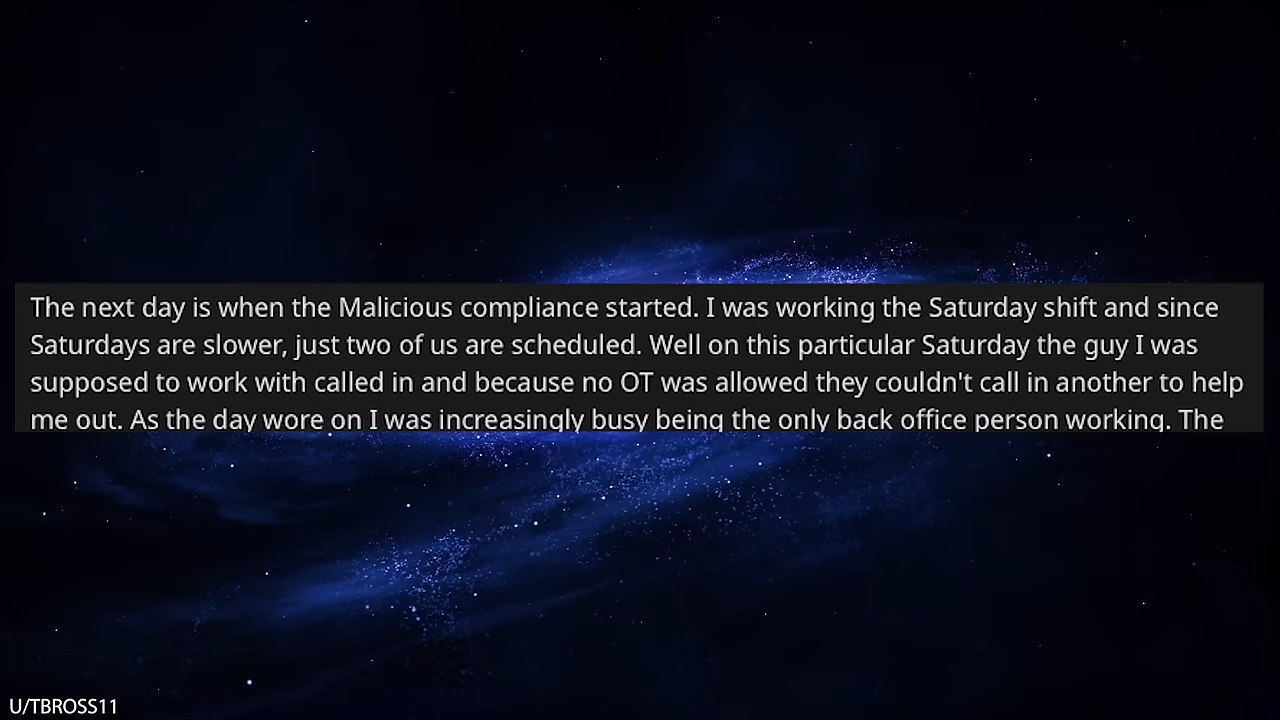 The next day is when the Malicious compliance started. I was working the Saturday shift and since
Saturdays are slower, just two of us are scheduled. Well on this particular Saturday the guy I was
supposed to work with called in and because no OT was allowed they couldn't call in another to help
me out. As the day wore on I was increasingly busy being the only back office person working. The
U/TBROSS11